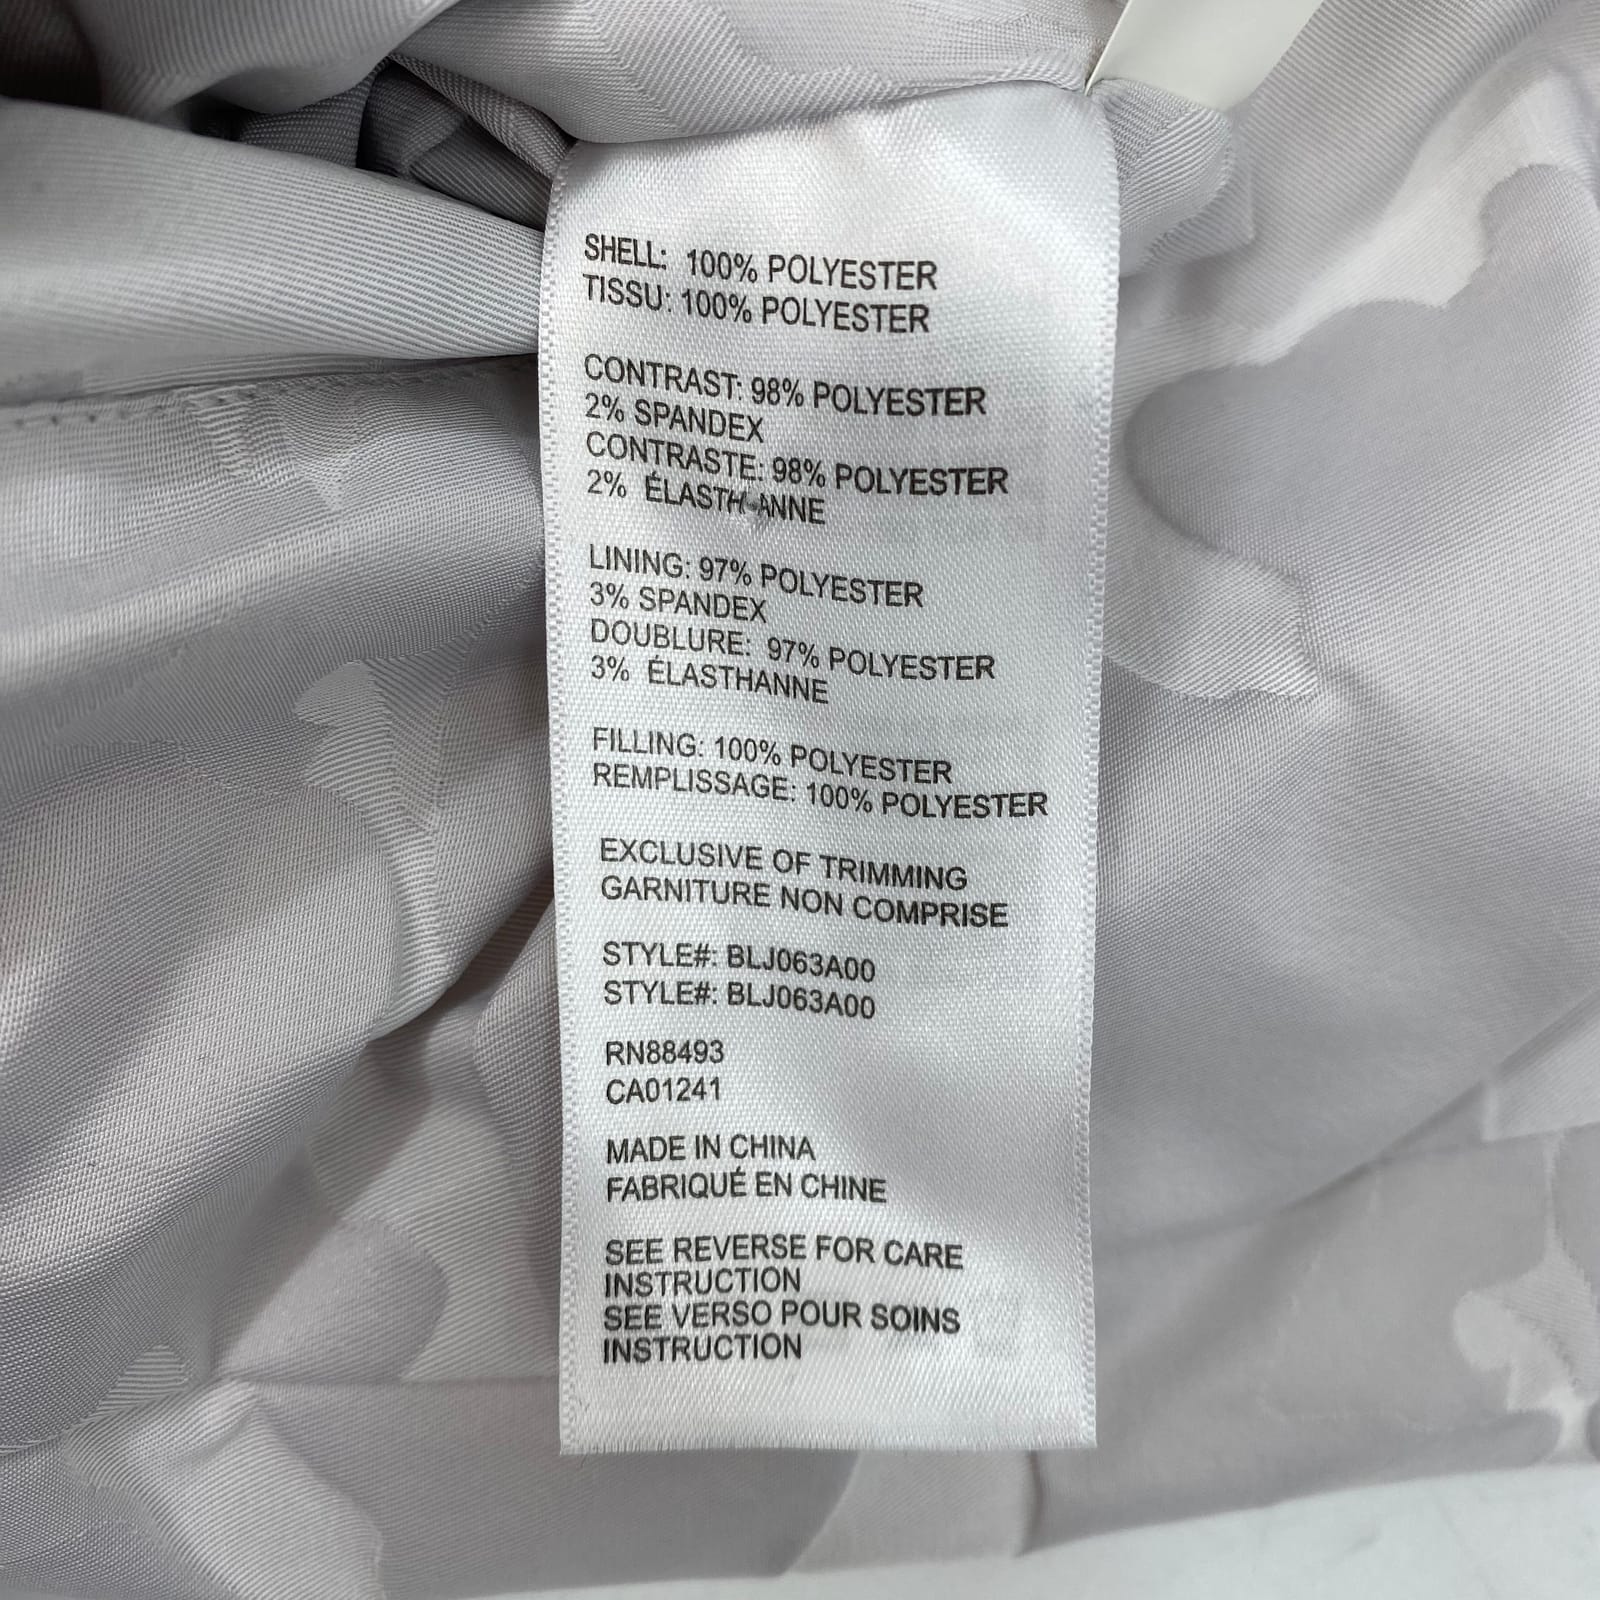 SHELL: 100% POLYESTER
TISSU: 100% POLYESTER
CONTRAST: 98% POLYESTER
2% SPANDEX
CONTRASTE: 98% POLYESTER
2% ÉLASTHANNE
LINING: 97% POLYESTER
3% SPANDEX
DOUBLURE: 97% POLYESTER
3% ÉLASTHANNE
FILLING: 100% POLYESTER
REMPLISSAGE: 100% POLYESTER
EXCLUSIVE OF TRIMMING
GARNITURE NON COMPRISE
STYLE#: BLJ063A00
STYLE#: BLJ063A00
RN88493
CA01241
MADE IN CHINA
FABRIQUÉ EN CHINE
SEE REVERSE FOR CARE
INSTRUCTION
SEE VERSO POUR SOINS
INSTRUCTION